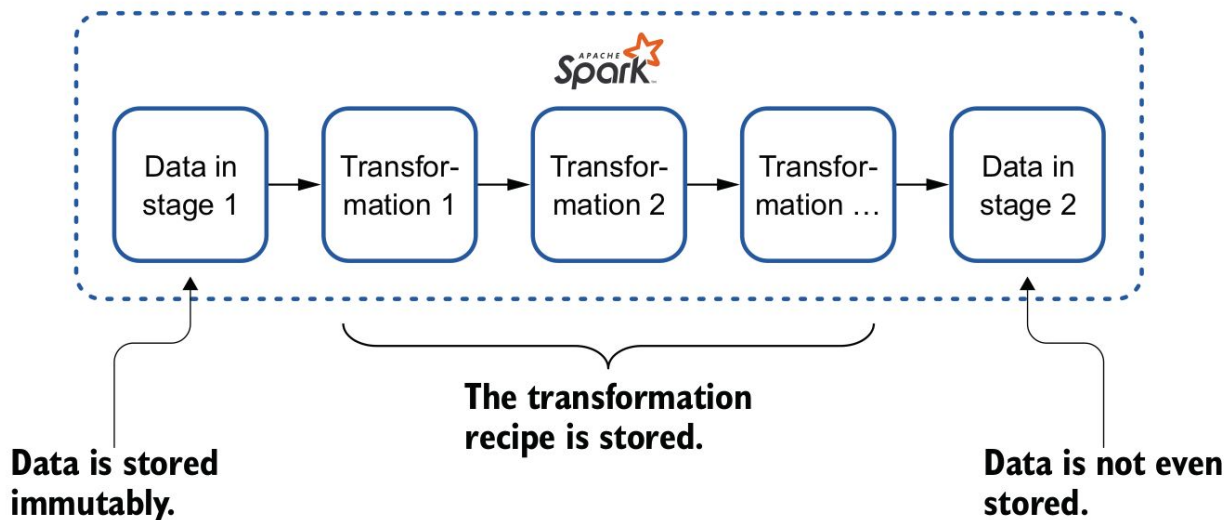 APACHE
Spark™
Data in
stage 1
Transfor-
mation 1
Transfor-
mation 2
Transfor-
mation …
Data in
stage 2
The transformation
recipe is stored.
Data is stored
immutably.
Data is not even
stored.